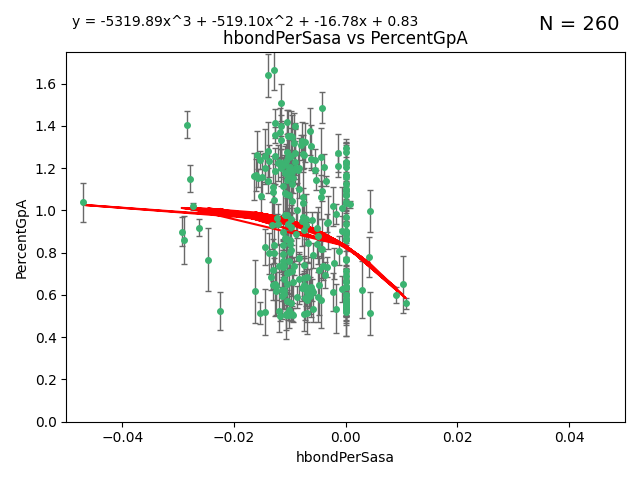 y = -5319.89x^3 + -519.10x^2 + -16.78x + 0.83
N = 260
hbondPerSasa vs PercentGpA
PercentGpA
1.6
1.4
1.2
1.0
0.8
0.6
0.4
0.2
0.0
−0.04
−0.02
0.00
0.02
0.04
hbondPerSasa